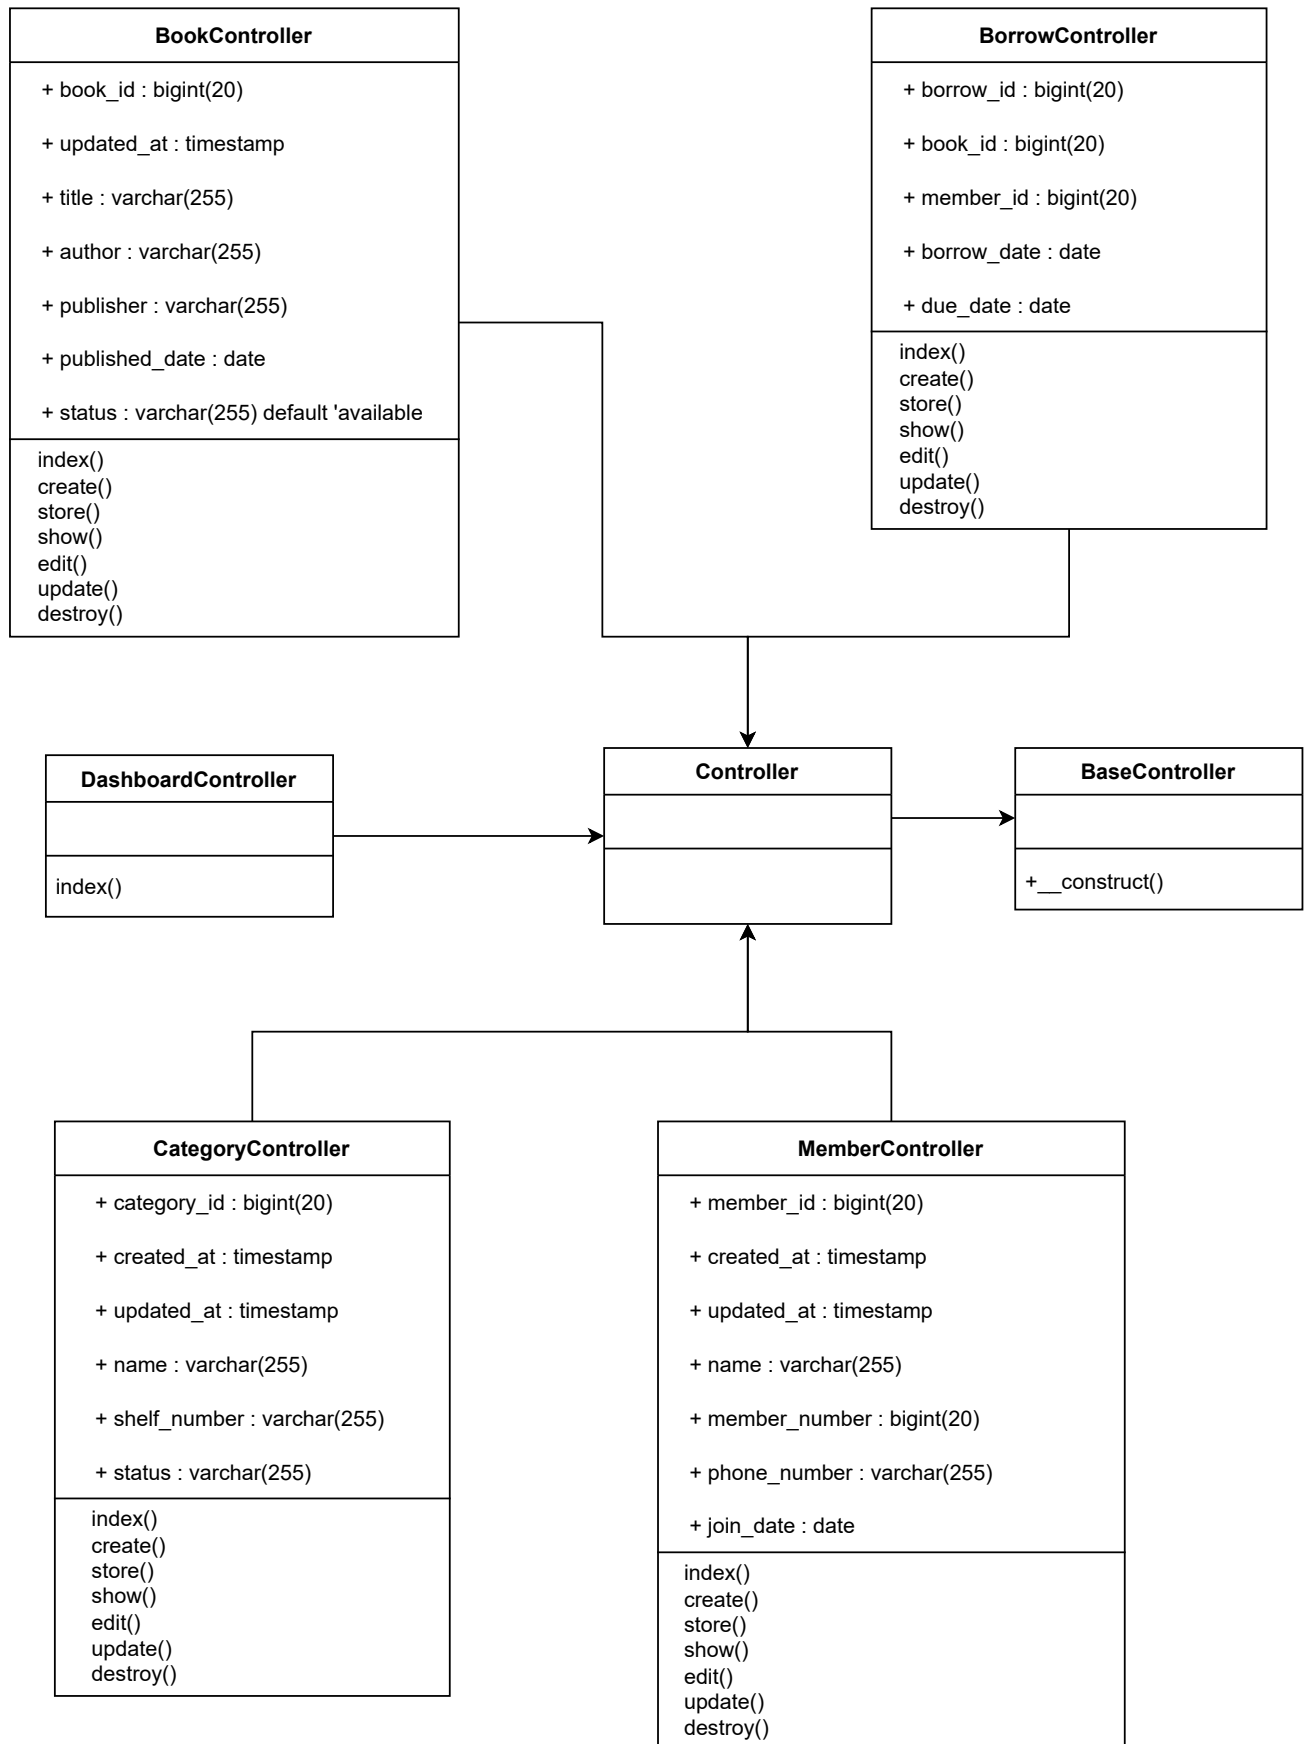 BookController
+ book_id : bigint(20)
+ updated_at : timestamp
+ title : varchar(255)
+ author : varchar(255)
+ publisher : varchar(255)
+ published_date : date
+ status : varchar(255) default 'available
index()
create()
store()
show()
edit()
update()
destroy()
BorrowController
+ borrow_id : bigint(20)
+ book_id : bigint(20)
+ member_id : bigint(20)
+ borrow_date : date
+ due_date : date
index()
create()
store()
show()
edit()
update()
destroy()
DashboardController
index()
Controller
BaseController
+__construct()
CategoryController
+ category_id : bigint(20)
+ created_at : timestamp
+ updated_at : timestamp
+ name : varchar(255)
+ shelf_number : varchar(255)
+ status : varchar(255)
index()
create()
store()
show()
edit()
update()
destroy()
MemberController
+ member_id : bigint(20)
+ created_at : timestamp
+ updated_at : timestamp
+ name : varchar(255)
+ member_number : bigint(20)
+ phone_number : varchar(255)
+ join_date : date
index()
create()
store()
show()
edit()
update()
destroy()